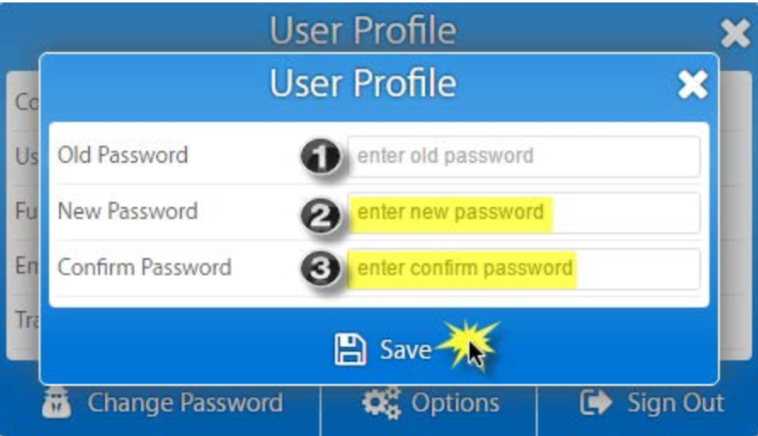 User Profile
User Profile
Co
Us
Fu
Em
Tra
Old Password 1 enter old password
New Password 2 enter new password
Confirm Password 3 enter confirm password
Save
Change Password Options Sign Out